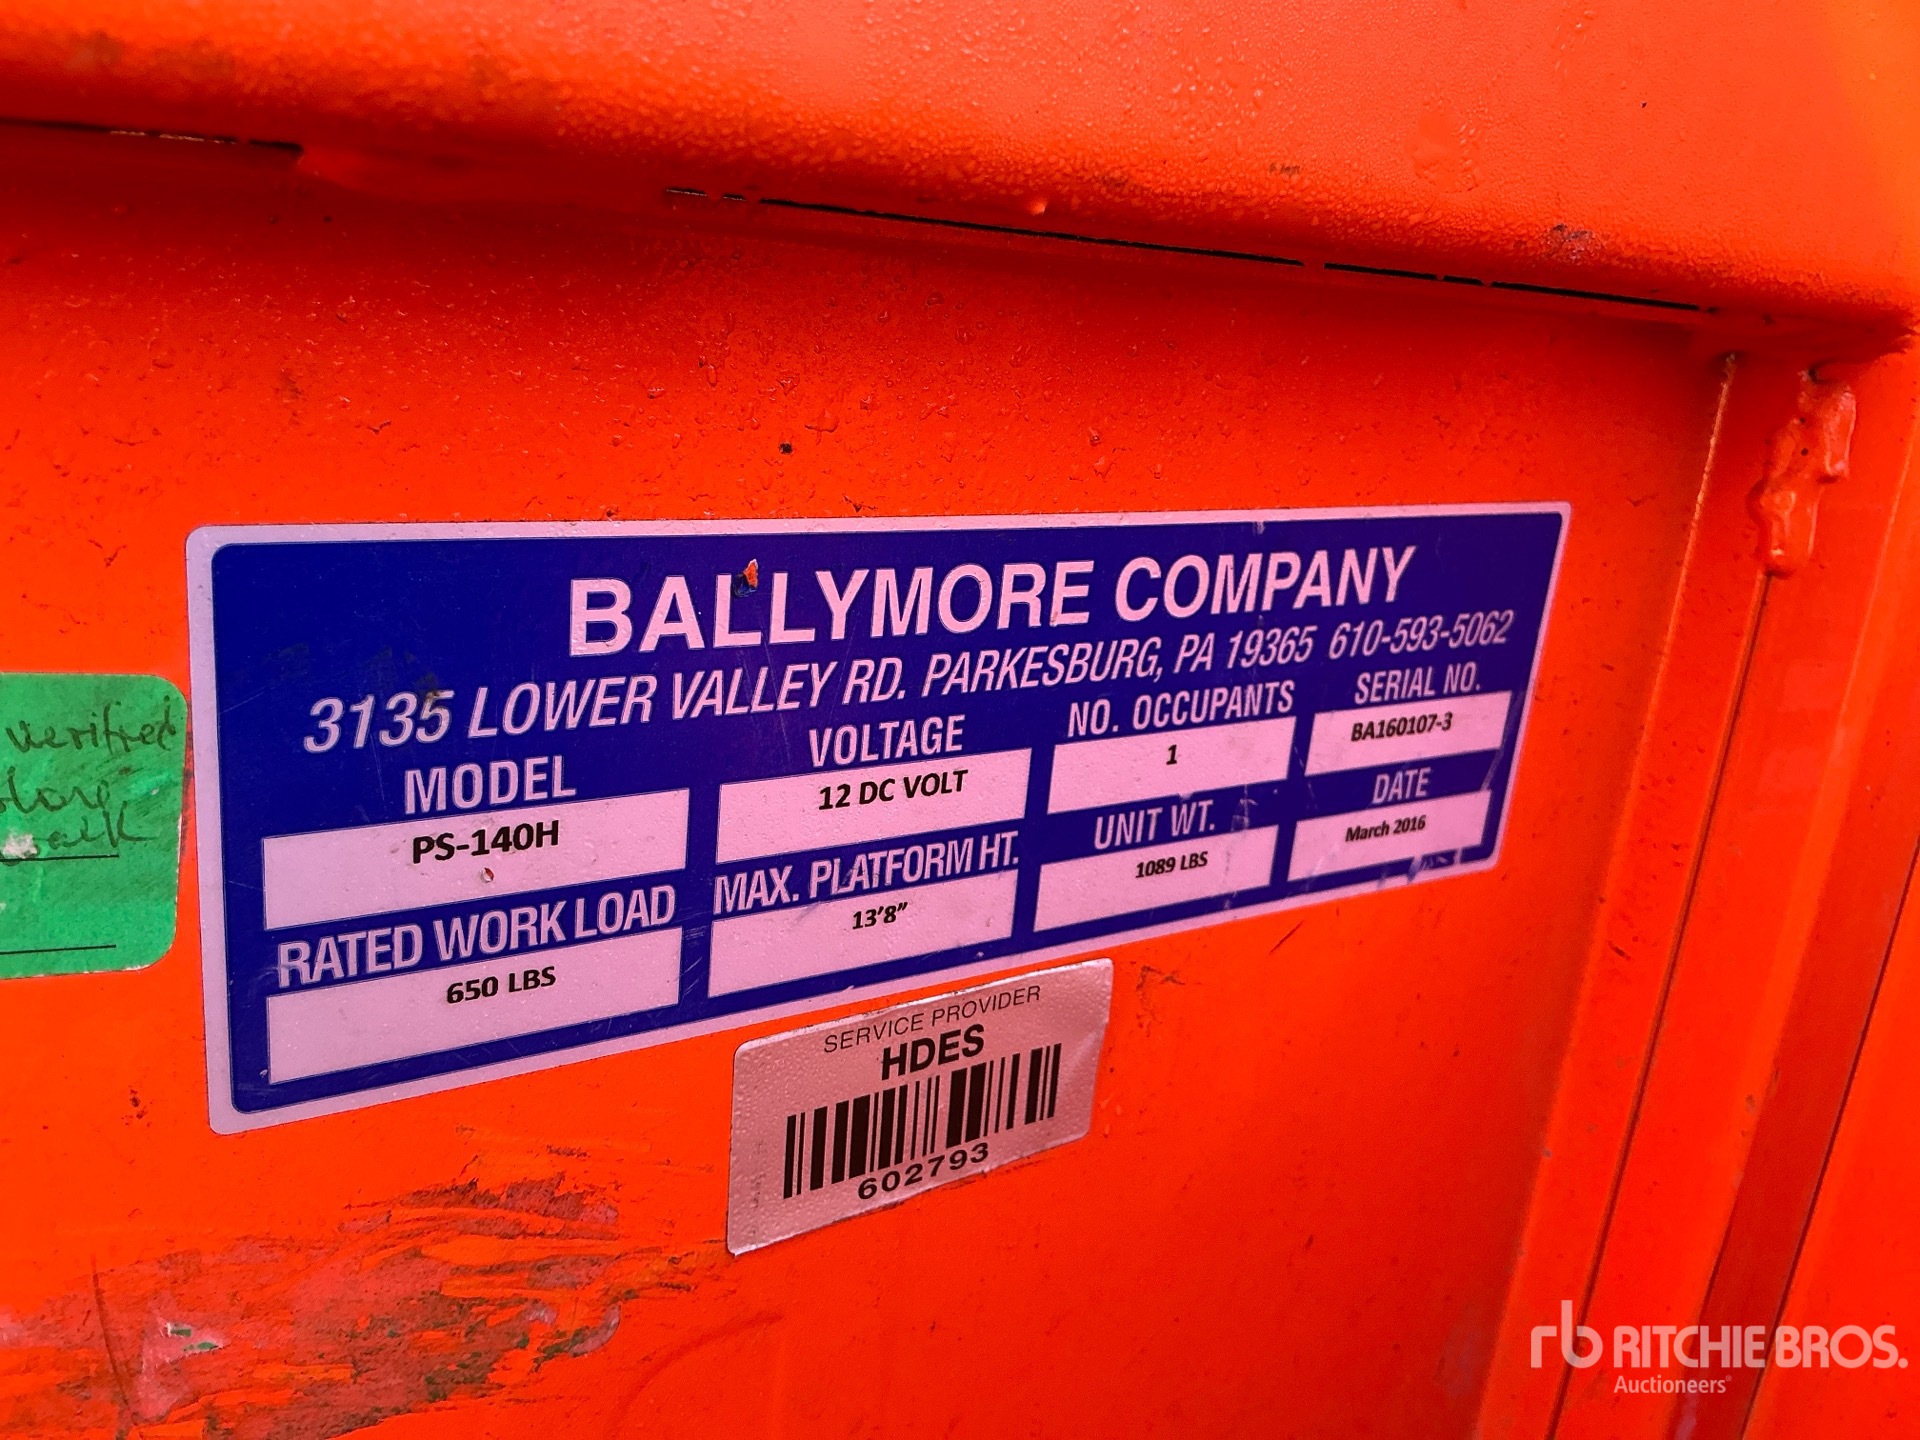 BALLYMORE COMPANY
3135 LOWER VALLEY RD. PARKESBURG, PA 19365 610-593-5062
MODEL VOLTAGE NO. OCCUPANTS SERIAL NO.
PS-140H 12 DC VOLT 1 BA160107-3
RATED WORK LOAD MAX. PLATFORM HT. UNIT WT. DATE
650 LBS 13'8" 1089 LBS March 2016
verified
SERVICE PROVIDER
HDES
602793
rb RITCHIE BROS.
Auctioneers